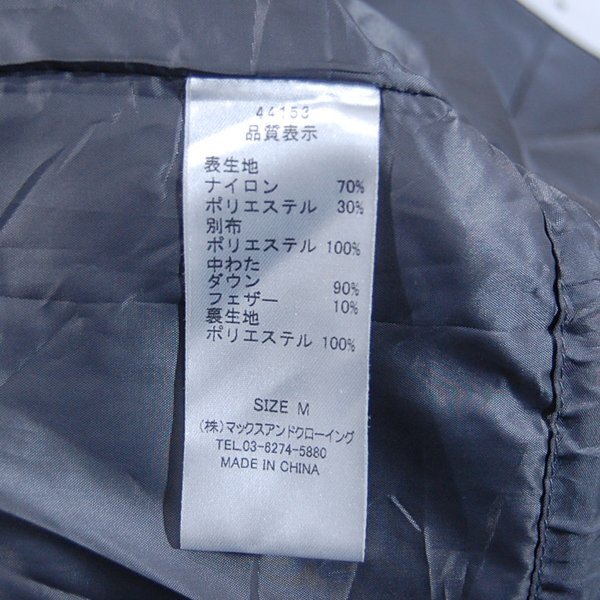 44153
品質表示
表生地
ナイロン 70%
ポリエステル 30%
別布
ポリエステル 100%
中わた
ダウン 90%
フェザー 10%
裏生地
ポリエステル 100%
SIZE M
(株)マックスアンドクローイング
TEL.03-6274-5880
MADE IN CHINA